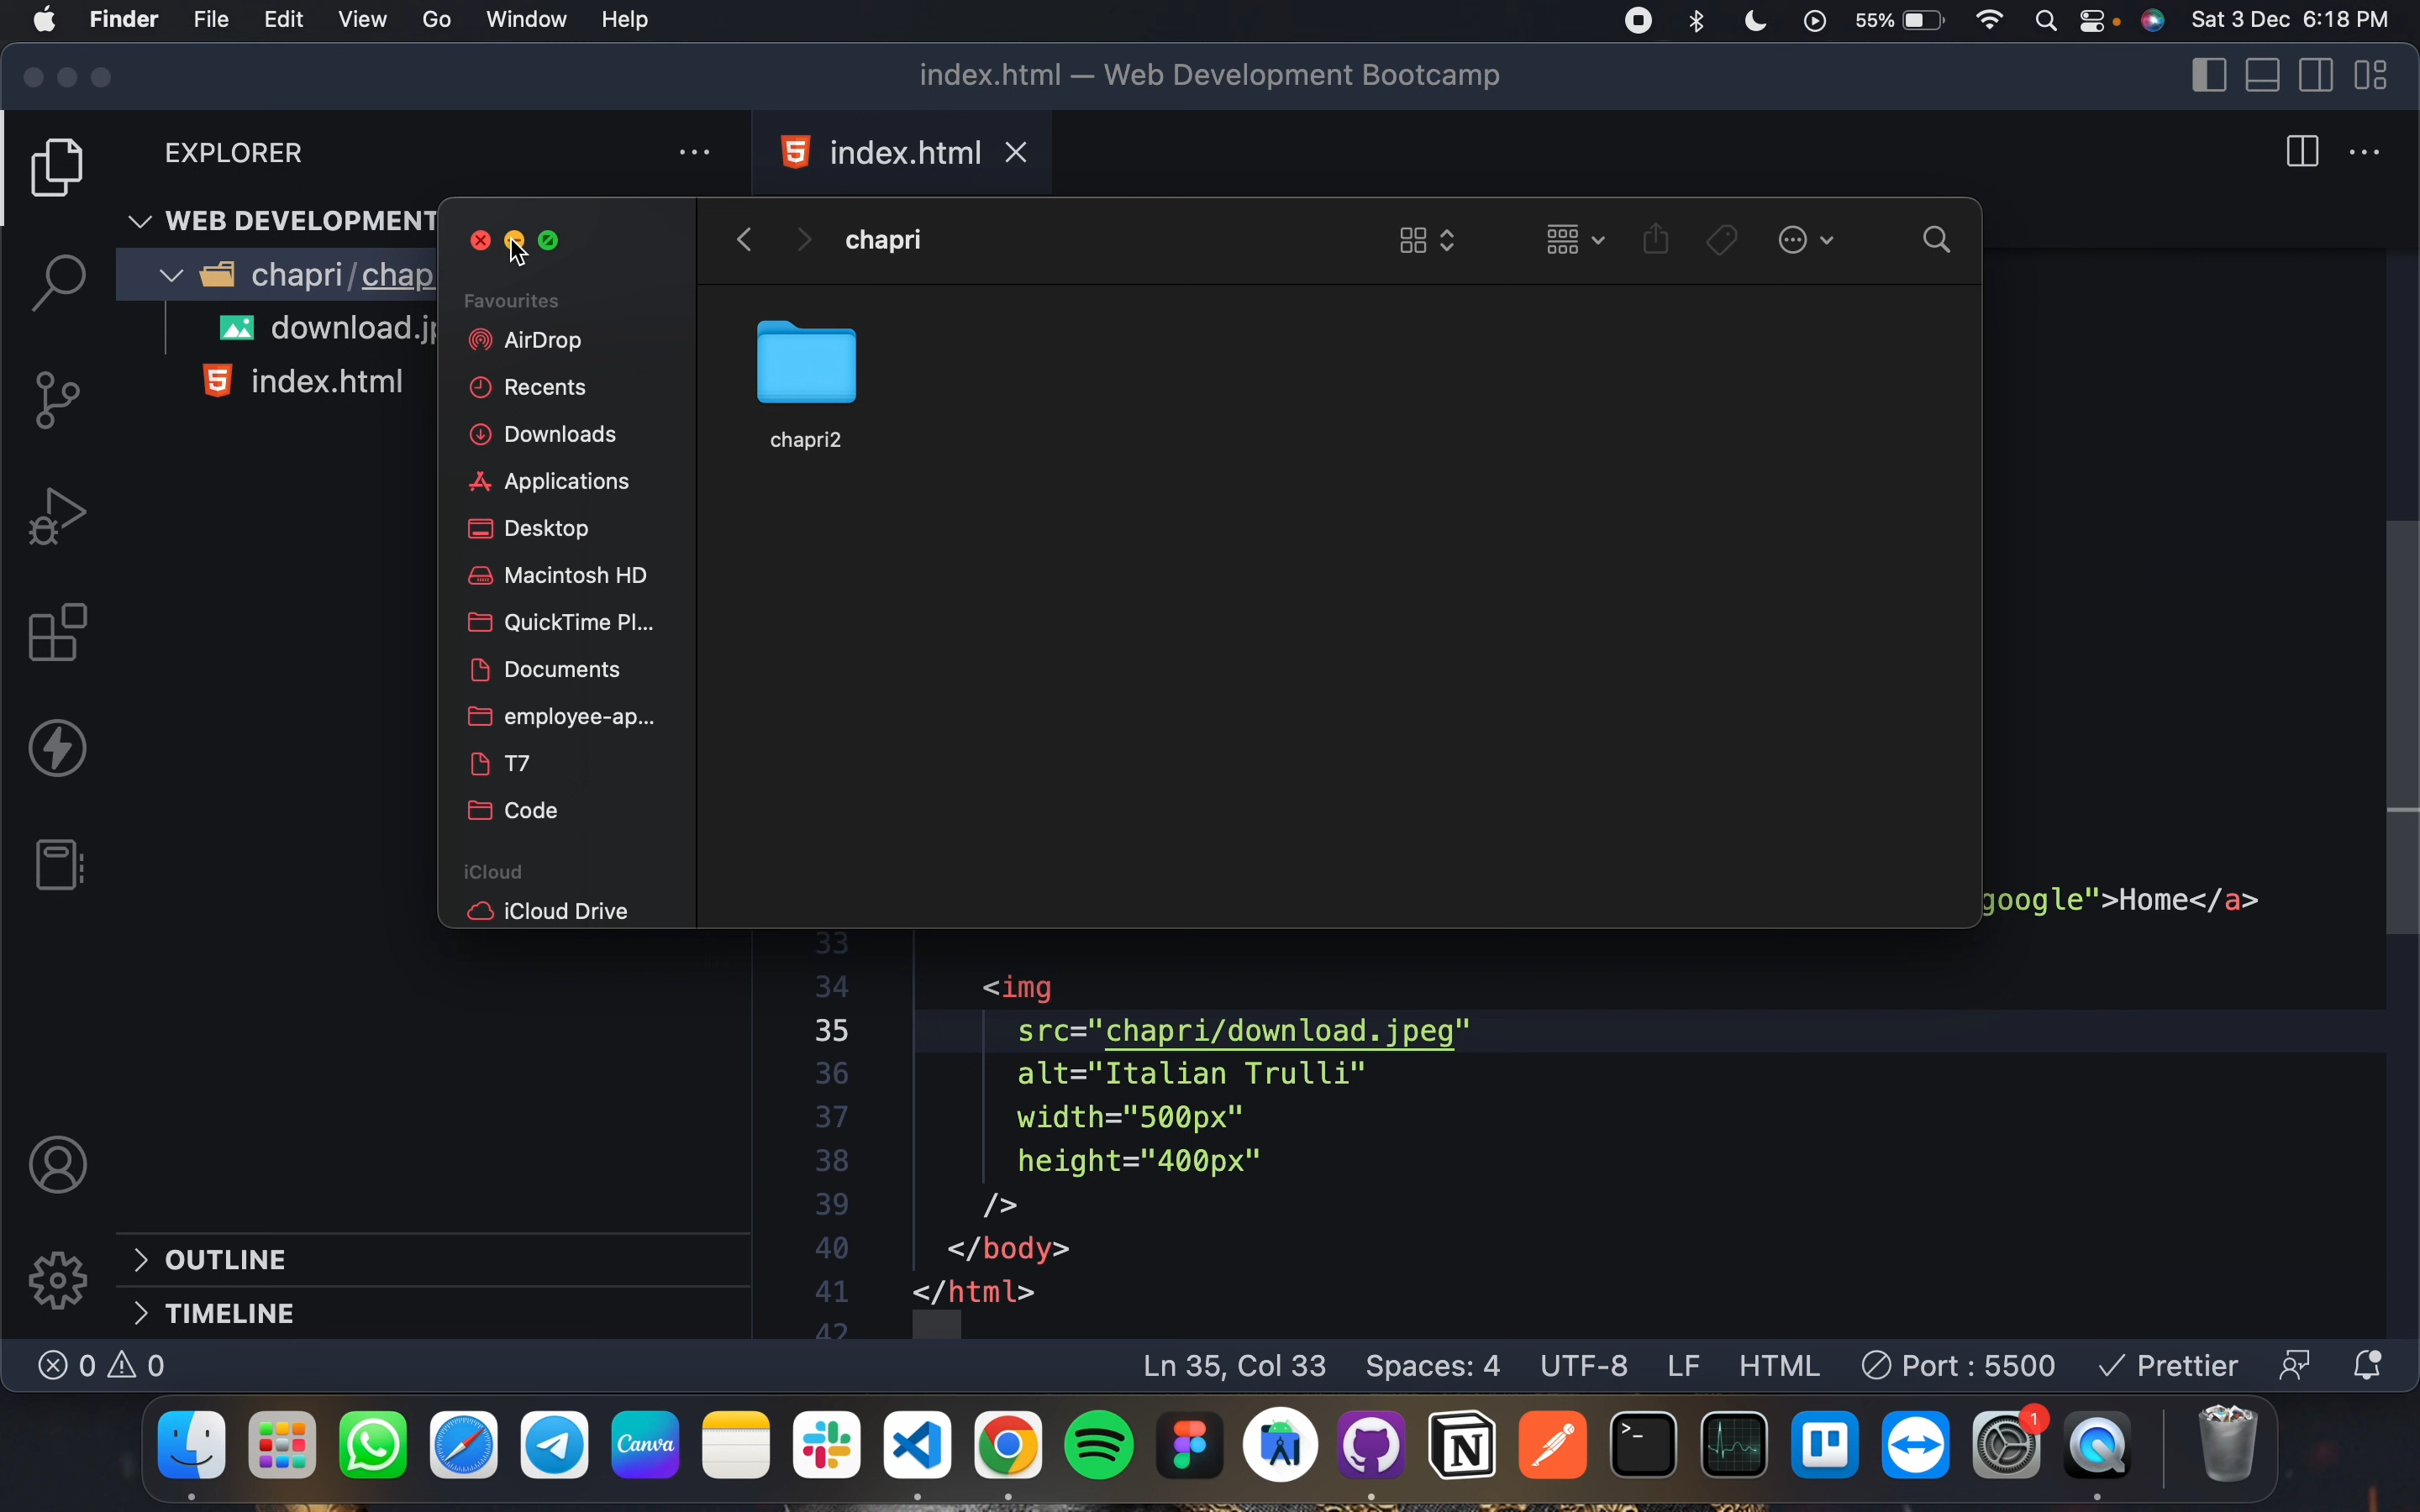 Finder File Edit View Go Window Help 55% Sat 3 Dec 6:18 PM
index.html — Web Development Bootcamp
EXPLORER
index.html
WEB DEVELOPMENT
chapri/chap
download.j
index.html
chapri
Favourites
AirDrop
Recents
Downloads
Applications
Desktop
Macintosh HD
QuickTime Pl...
Documents
employee-ap...
T7
Code
iCloud
iCloud Drive
chapri2
google">Home</a>
33
34 <img
35 src="chapri/download.jpeg"
36 alt="Italian Trulli"
37 width="500px"
38 height="400px"
39 />
40 </body>
41 </html>
42
OUTLINE
TIMELINE
0 0 Ln 35, Col 33 Spaces: 4 UTF-8 LF HTML Port : 5500 Prettier
Canva
1